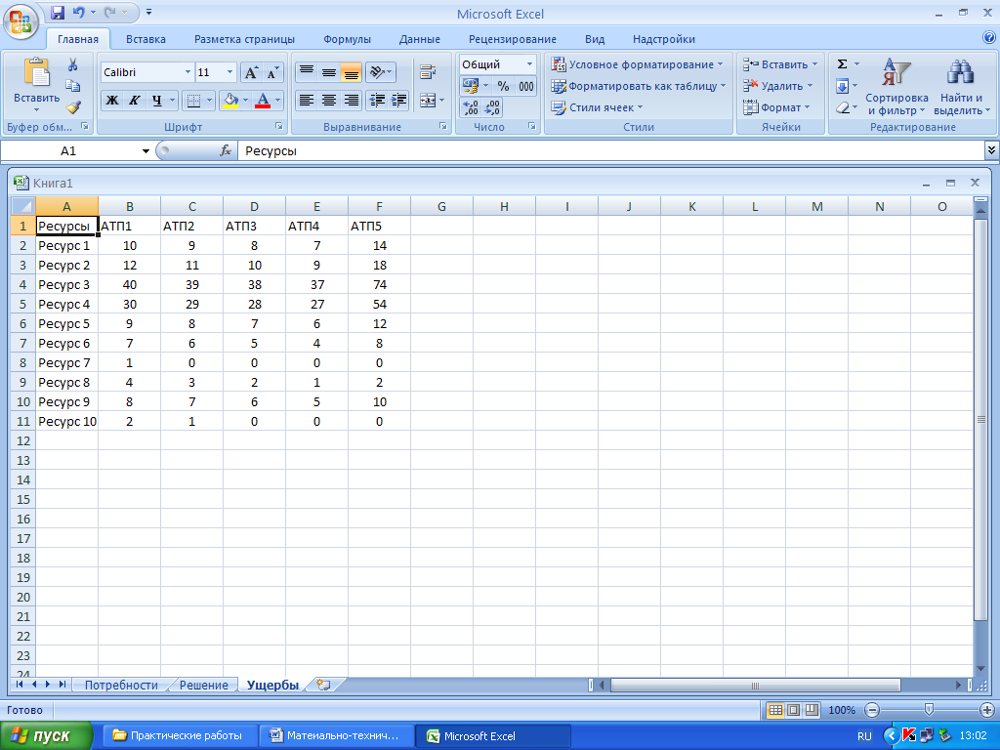 Microsoft Excel
Главная Вставка Разметка страницы Формулы Данные Рецензирование Вид Надстройки
Вставить
Буфер обм...
Calibri 11
Ж К Ч
Шрифт
Выравнивание
Общий
% 000
Число
Условное форматирование
Форматировать как таблицу
Стили ячеек
Стили
Вставить
Удалить
Формат
Ячейки
Σ
Сортировка и фильтр
Найти и выделить
Редактирование
A1 fx Ресурсы
Книга1
A B C D E F G H I J K L M N O
1 Ресурсы АТП1 АТП2 АТП3 АТП4 АТП5
2 Ресурс 1 10 9 8 7 14
3 Ресурс 2 12 11 10 9 18
4 Ресурс 3 40 39 38 37 74
5 Ресурс 4 30 29 28 27 54
6 Ресурс 5 9 8 7 6 12
7 Ресурс 6 7 6 5 4 8
8 Ресурс 7 1 0 0 0 0
9 Ресурс 8 4 3 2 1 2
10 Ресурс 9 8 7 6 5 10
11 Ресурс 10 2 1 0 0 0
12
13
14
15
16
17
18
19
20
21
22
23
24
Потребности Решение Ущербы
Готово 100%
пуск Практические работы Матеиально-технич... Microsoft Excel RU 13:02